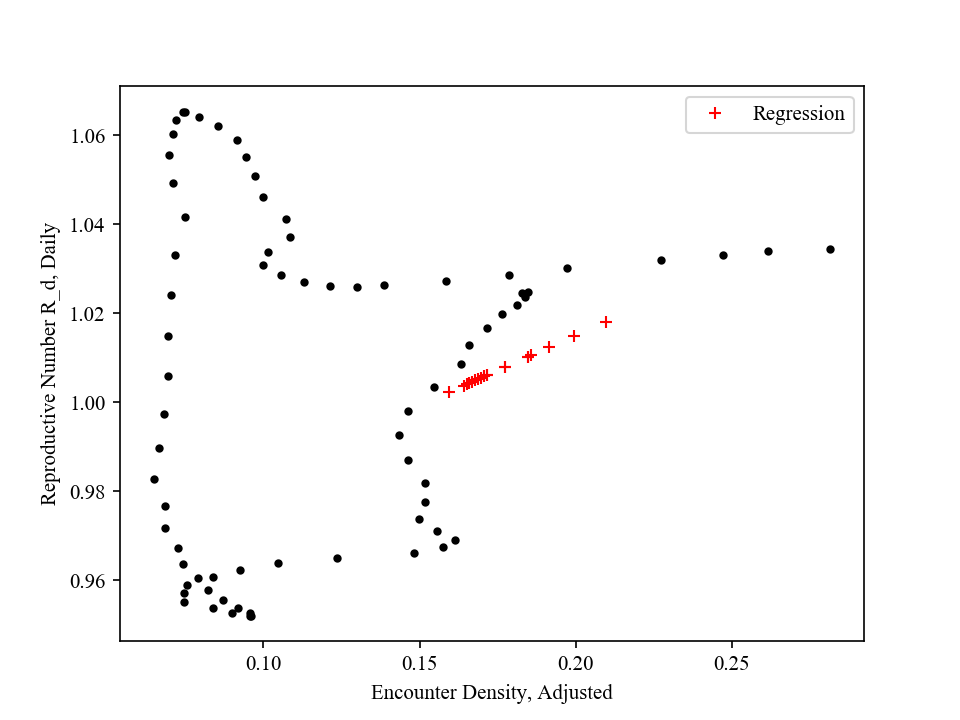 Regression
1.06
1.04
1.02
1.00
0.98
0.96
Reproductive Number R_d, Daily
0.10 0.15 0.20 0.25
Encounter Density, Adjusted